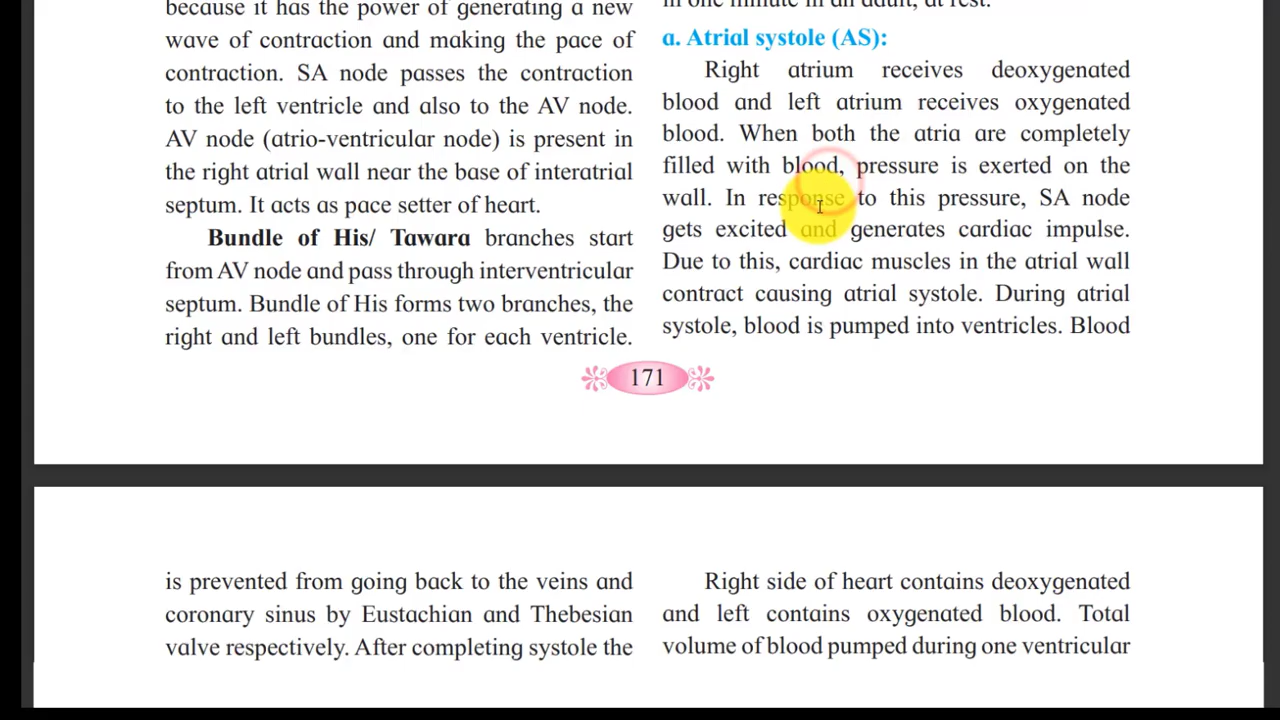 because it has the power of generating a new
wave of contraction and making the pace of
contraction. SA node passes the contraction
to the left ventricle and also to the AV node.
AV node (atrio-ventricular node) is present in
the right atrial wall near the base of interatrial
septum. It acts as pace setter of heart.
Bundle of His/ Tawara branches start
from AV node and pass through interventricular
septum. Bundle of His forms two branches, the
right and left bundles, one for each ventricle.
in one minute in an adult, at rest.
a. Atrial systole (AS):
Right atrium receives deoxygenated
blood and left atrium receives oxygenated
blood. When both the atria are completely
filled with blood, pressure is exerted on the
wall. In response to this pressure, SA node
gets excited and generates cardiac impulse.
Due to this, cardiac muscles in the atrial wall
contract causing atrial systole. During atrial
systole, blood is pumped into ventricles. Blood
171
is prevented from going back to the veins and
coronary sinus by Eustachian and Thebesian
valve respectively. After completing systole the
Right side of heart contains deoxygenated
and left contains oxygenated blood. Total
volume of blood pumped during one ventricular